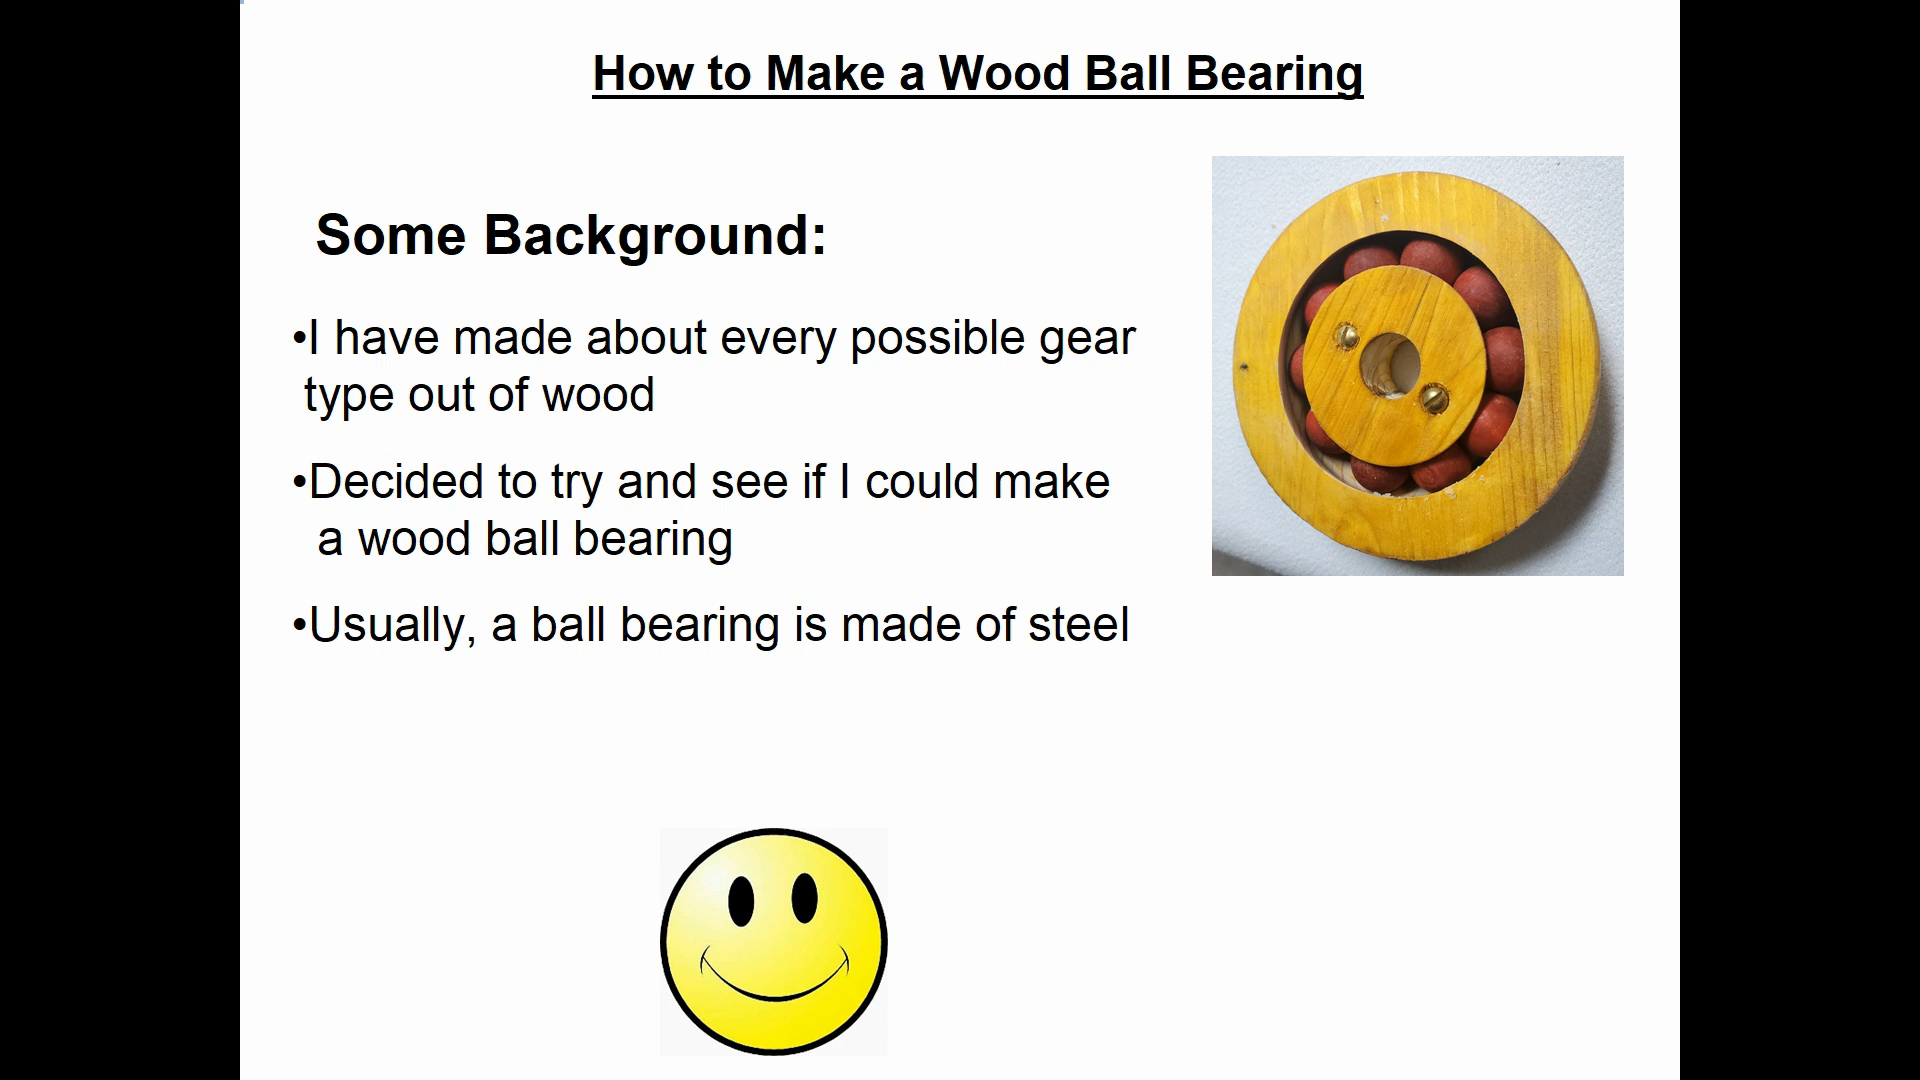 How to Make a Wood Ball Bearing
Some Background:
•I have made about every possible gear
type out of wood
•Decided to try and see if I could make
a wood ball bearing
•Usually, a ball bearing is made of steel